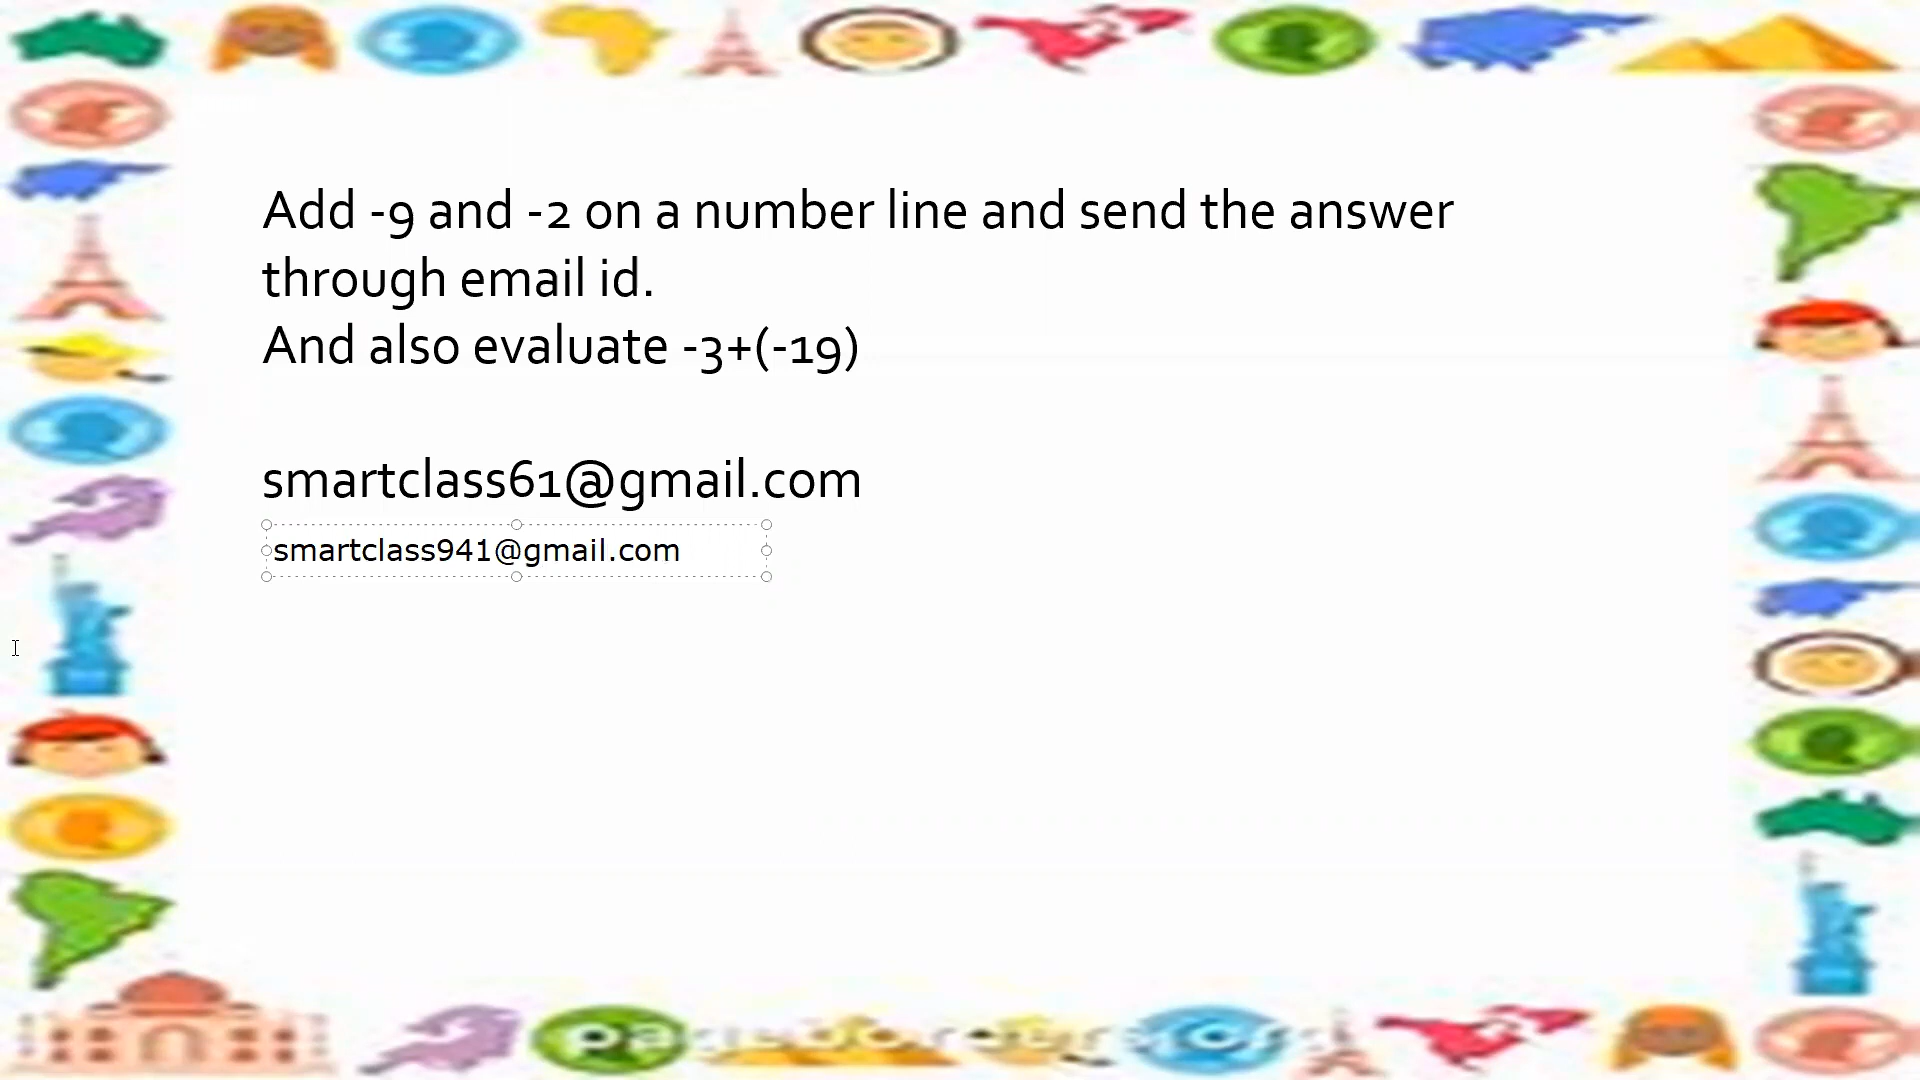 Add -9 and -2 on a number line and send the answer
through email id.
And also evaluate -3+(-19)
smartclass61@gmail.com
smartclass941@gmail.com